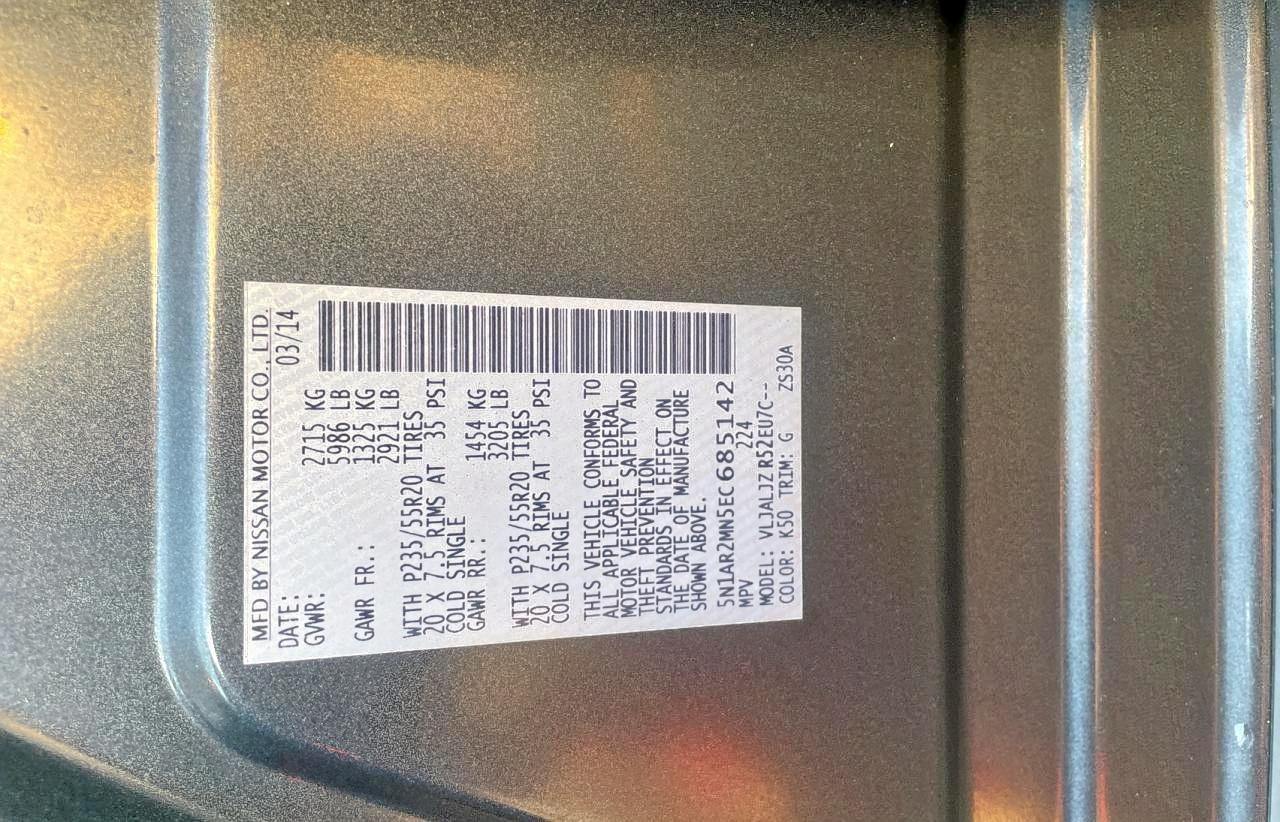 MFD BY NISSAN MOTOR CO., LTD.
DATE: 03/14
GVWR: 2715 KG
5986 LB
GAWR FR.: 1325 KG
2921 LB
WITH P235/55R20 TIRES
20 X 7.5 RIMS AT 35 PSI
COLD SINGLE
GAWR RR.: 1454 KG
3205 LB
WITH P235/55R20 TIRES
20 X 7.5 RIMS AT 35 PSI
COLD SINGLE
THIS VEHICLE CONFORMS TO
ALL APPLICABLE FEDERAL
MOTOR VEHICLE SAFETY AND
THEFT PREVENTION
STANDARDS IN EFFECT ON
THE DATE OF MANUFACTURE
SHOWN ABOVE.
5N1AR2MN5EC685142
MPV 224
MODEL: VLJALJZ R52EU7C--
COLOR: K50 TRIM: G ZS30A